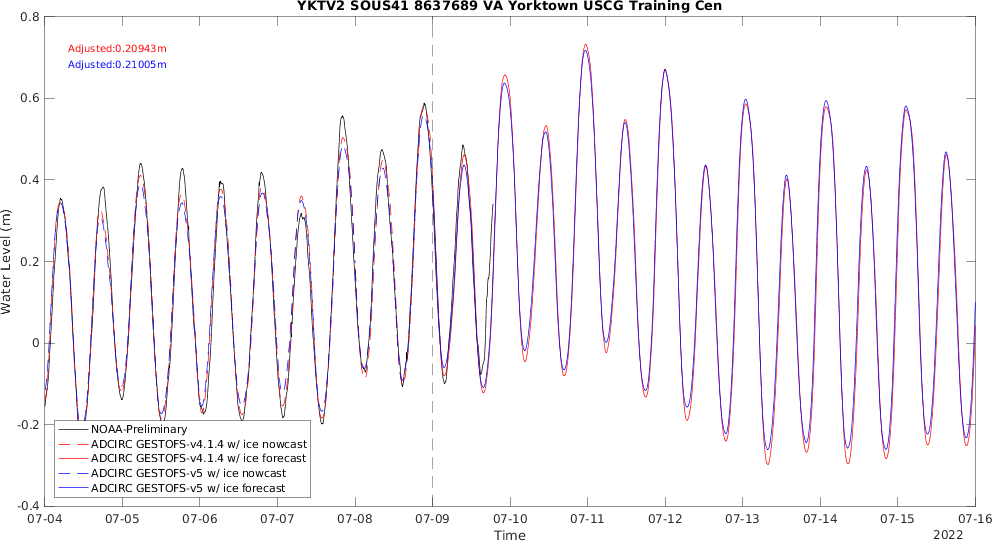 YKTV2 SOUS41 8637689 VA Yorktown USCG Training Cen
Adjusted:0.20943m
Adjusted:0.21005m
Water Level (m)
0.8
0.6
0.4
0.2
0
-0.2
-0.4
NOAA-Preliminary
ADCIRC GESTOFS-v4.1.4 w/ ice nowcast
ADCIRC GESTOFS-v4.1.4 w/ ice forecast
ADCIRC GESTOFS-v5 w/ ice nowcast
ADCIRC GESTOFS-v5 w/ ice forecast
07-04 07-05 07-06 07-07 07-08 07-09 07-10 07-11 07-12 07-13 07-14 07-15 07-16
Time
2022